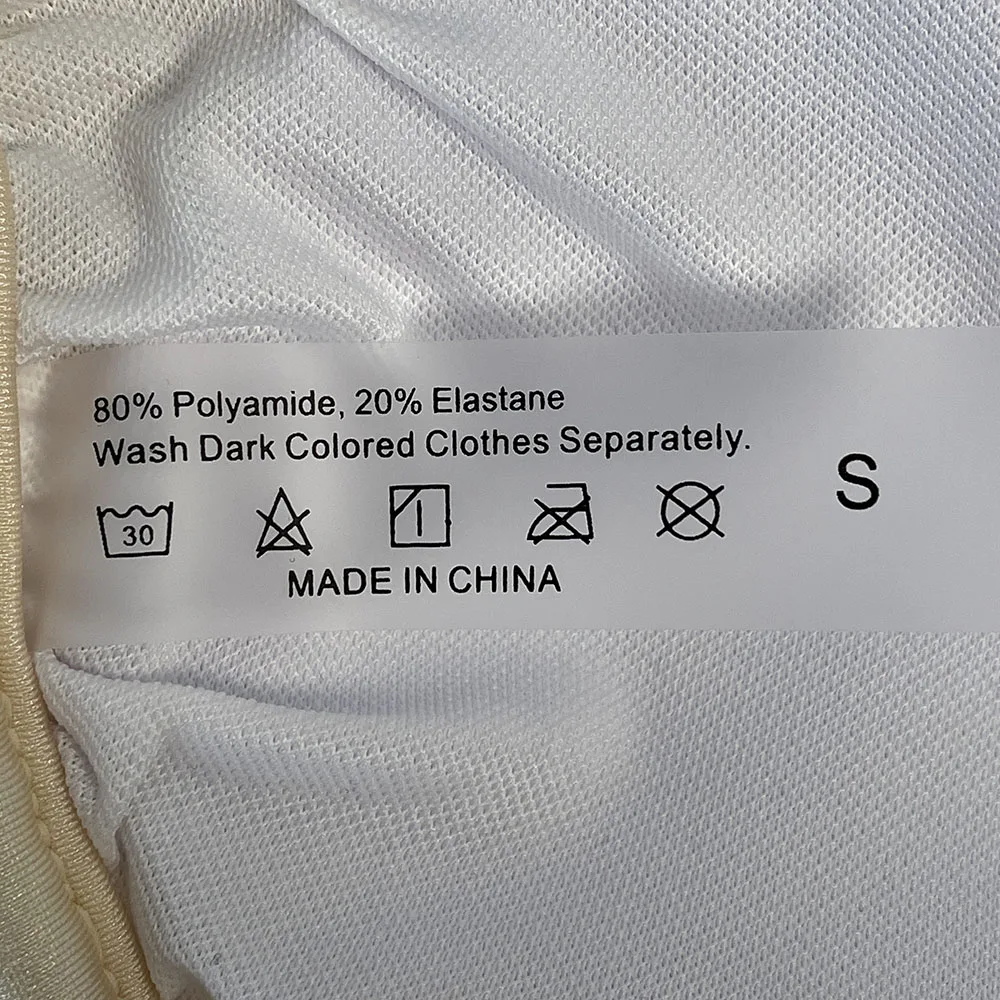 80% Polyamide, 20% Elastane
Wash Dark Colored Clothes Separately.
30
S
MADE IN CHINA